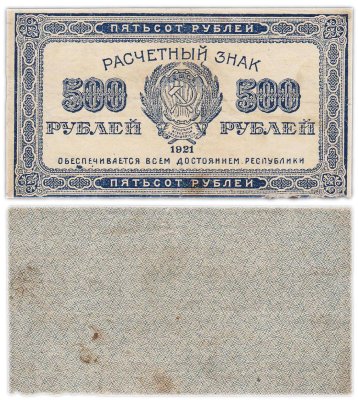 ПЯТЬСОТ РУБЛЕЙ
РАСЧЕТНЫЙ ЗНАК
500 500
РУБЛЕЙ РУБЛЕЙ
1921
ОБЕСПЕЧИВАЕТСЯ ВСЕМ ДОСТОЯНИЕМ РЕСПУБЛИКИ
ПЯТЬСОТ РУБЛЕЙ